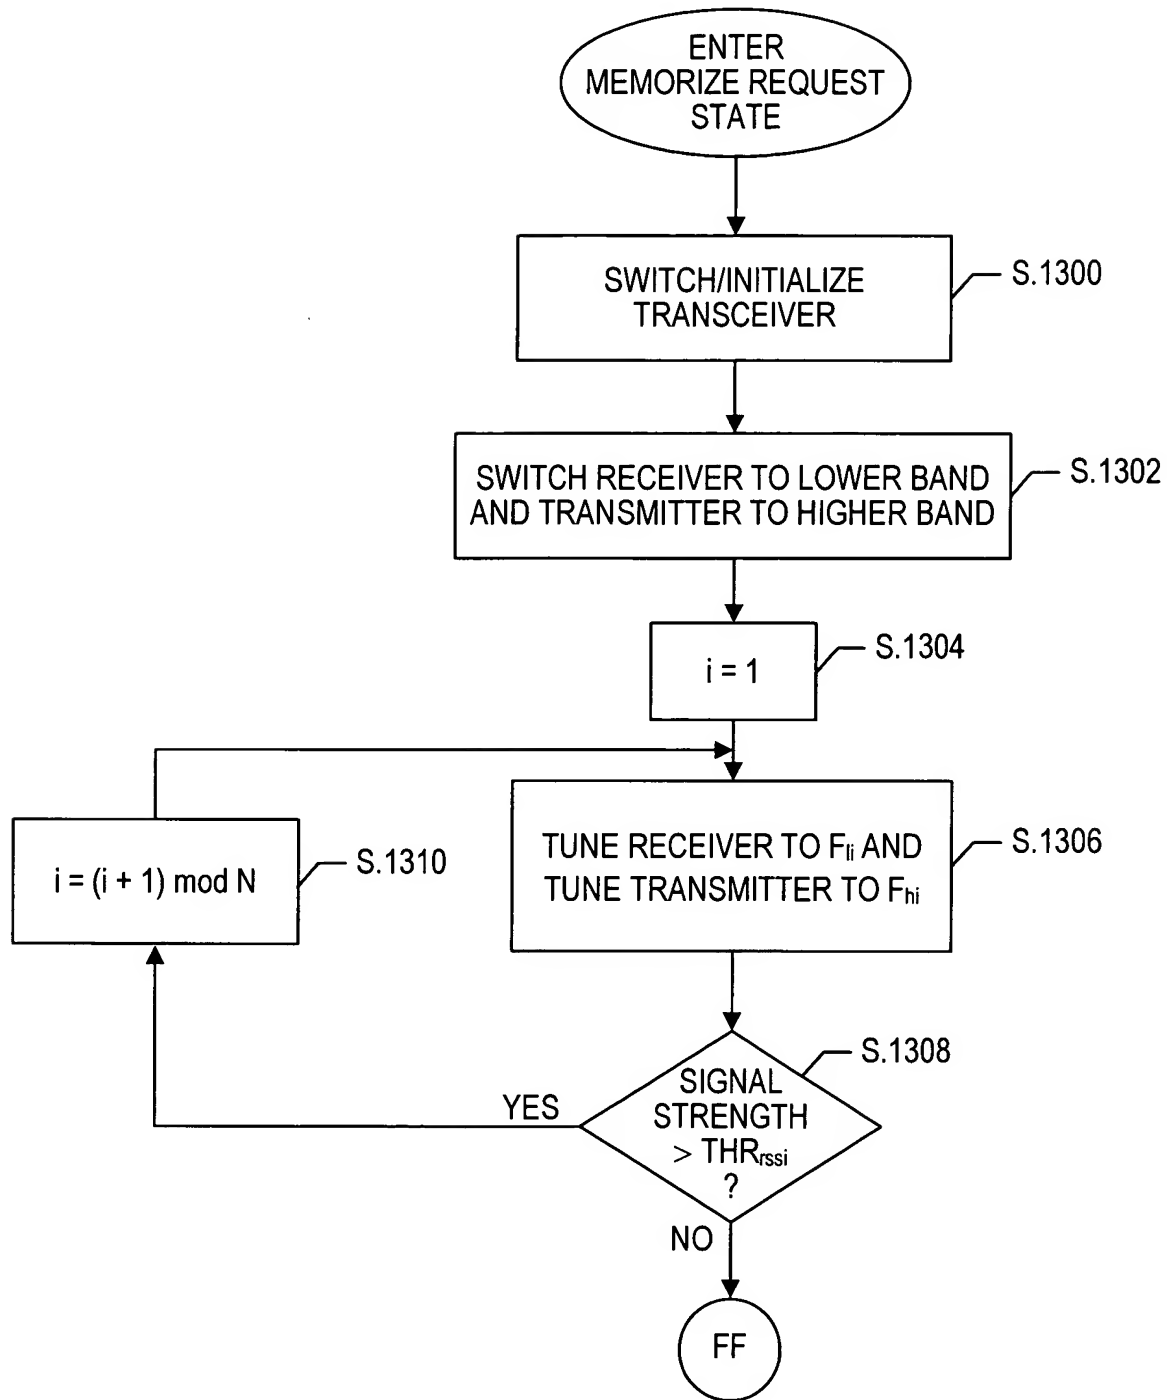 ENTER
MEMORIZE REQUEST
STATE
SWITCH/INITIALIZE
TRANSCEIVER
S.1300
SWITCH RECEIVER TO LOWER BAND
AND TRANSMITTER TO HIGHER BAND
S.1302
i = 1
S.1304
TUNE RECEIVER TO Fli AND
TUNE TRANSMITTER TO Fhi
S.1306
i = (i + 1) mod N
S.1310
SIGNAL
STRENGTH
> THRrssi
?
S.1308
YES
NO
FF